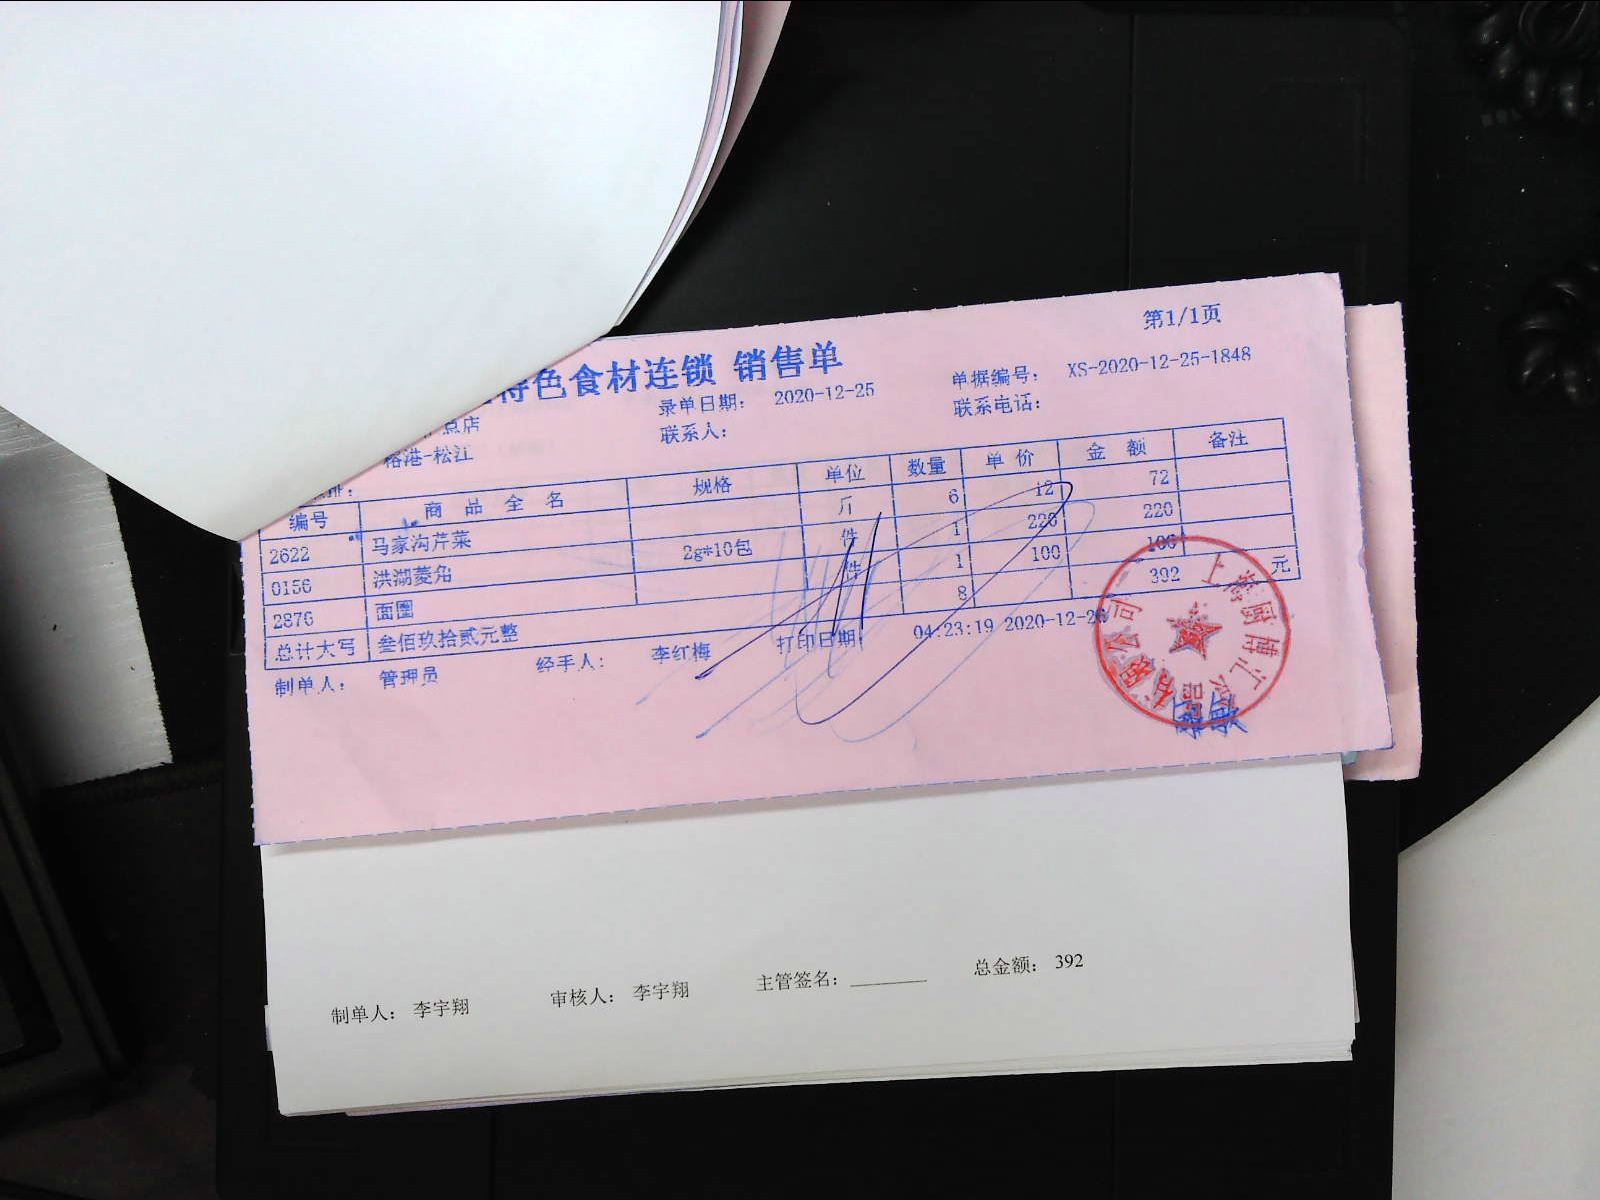 第1/1页
特色食材连锁 销售单
录单日期： 2020-12-25 单据编号： XS-2020-12-25-1848
总店 联系人： 联系电话：
榕港-松江
编号 商品全名 规格 单位 数量 单价 金额 备注
2622 马家沟芹菜 斤 6 12 72
0156 洪湖菱角 2g*10包 件 1 220 220
2876 面圈 件 1 100 100
总计大写 叁佰玖拾贰元整 8 392 元
制单人： 管理员 经手人： 李红梅 打印日期： 04:23:19 2020-12-26
公司
制单人： 李宇翔 审核人： 李宇翔 主管签名： ________ 总金额： 392